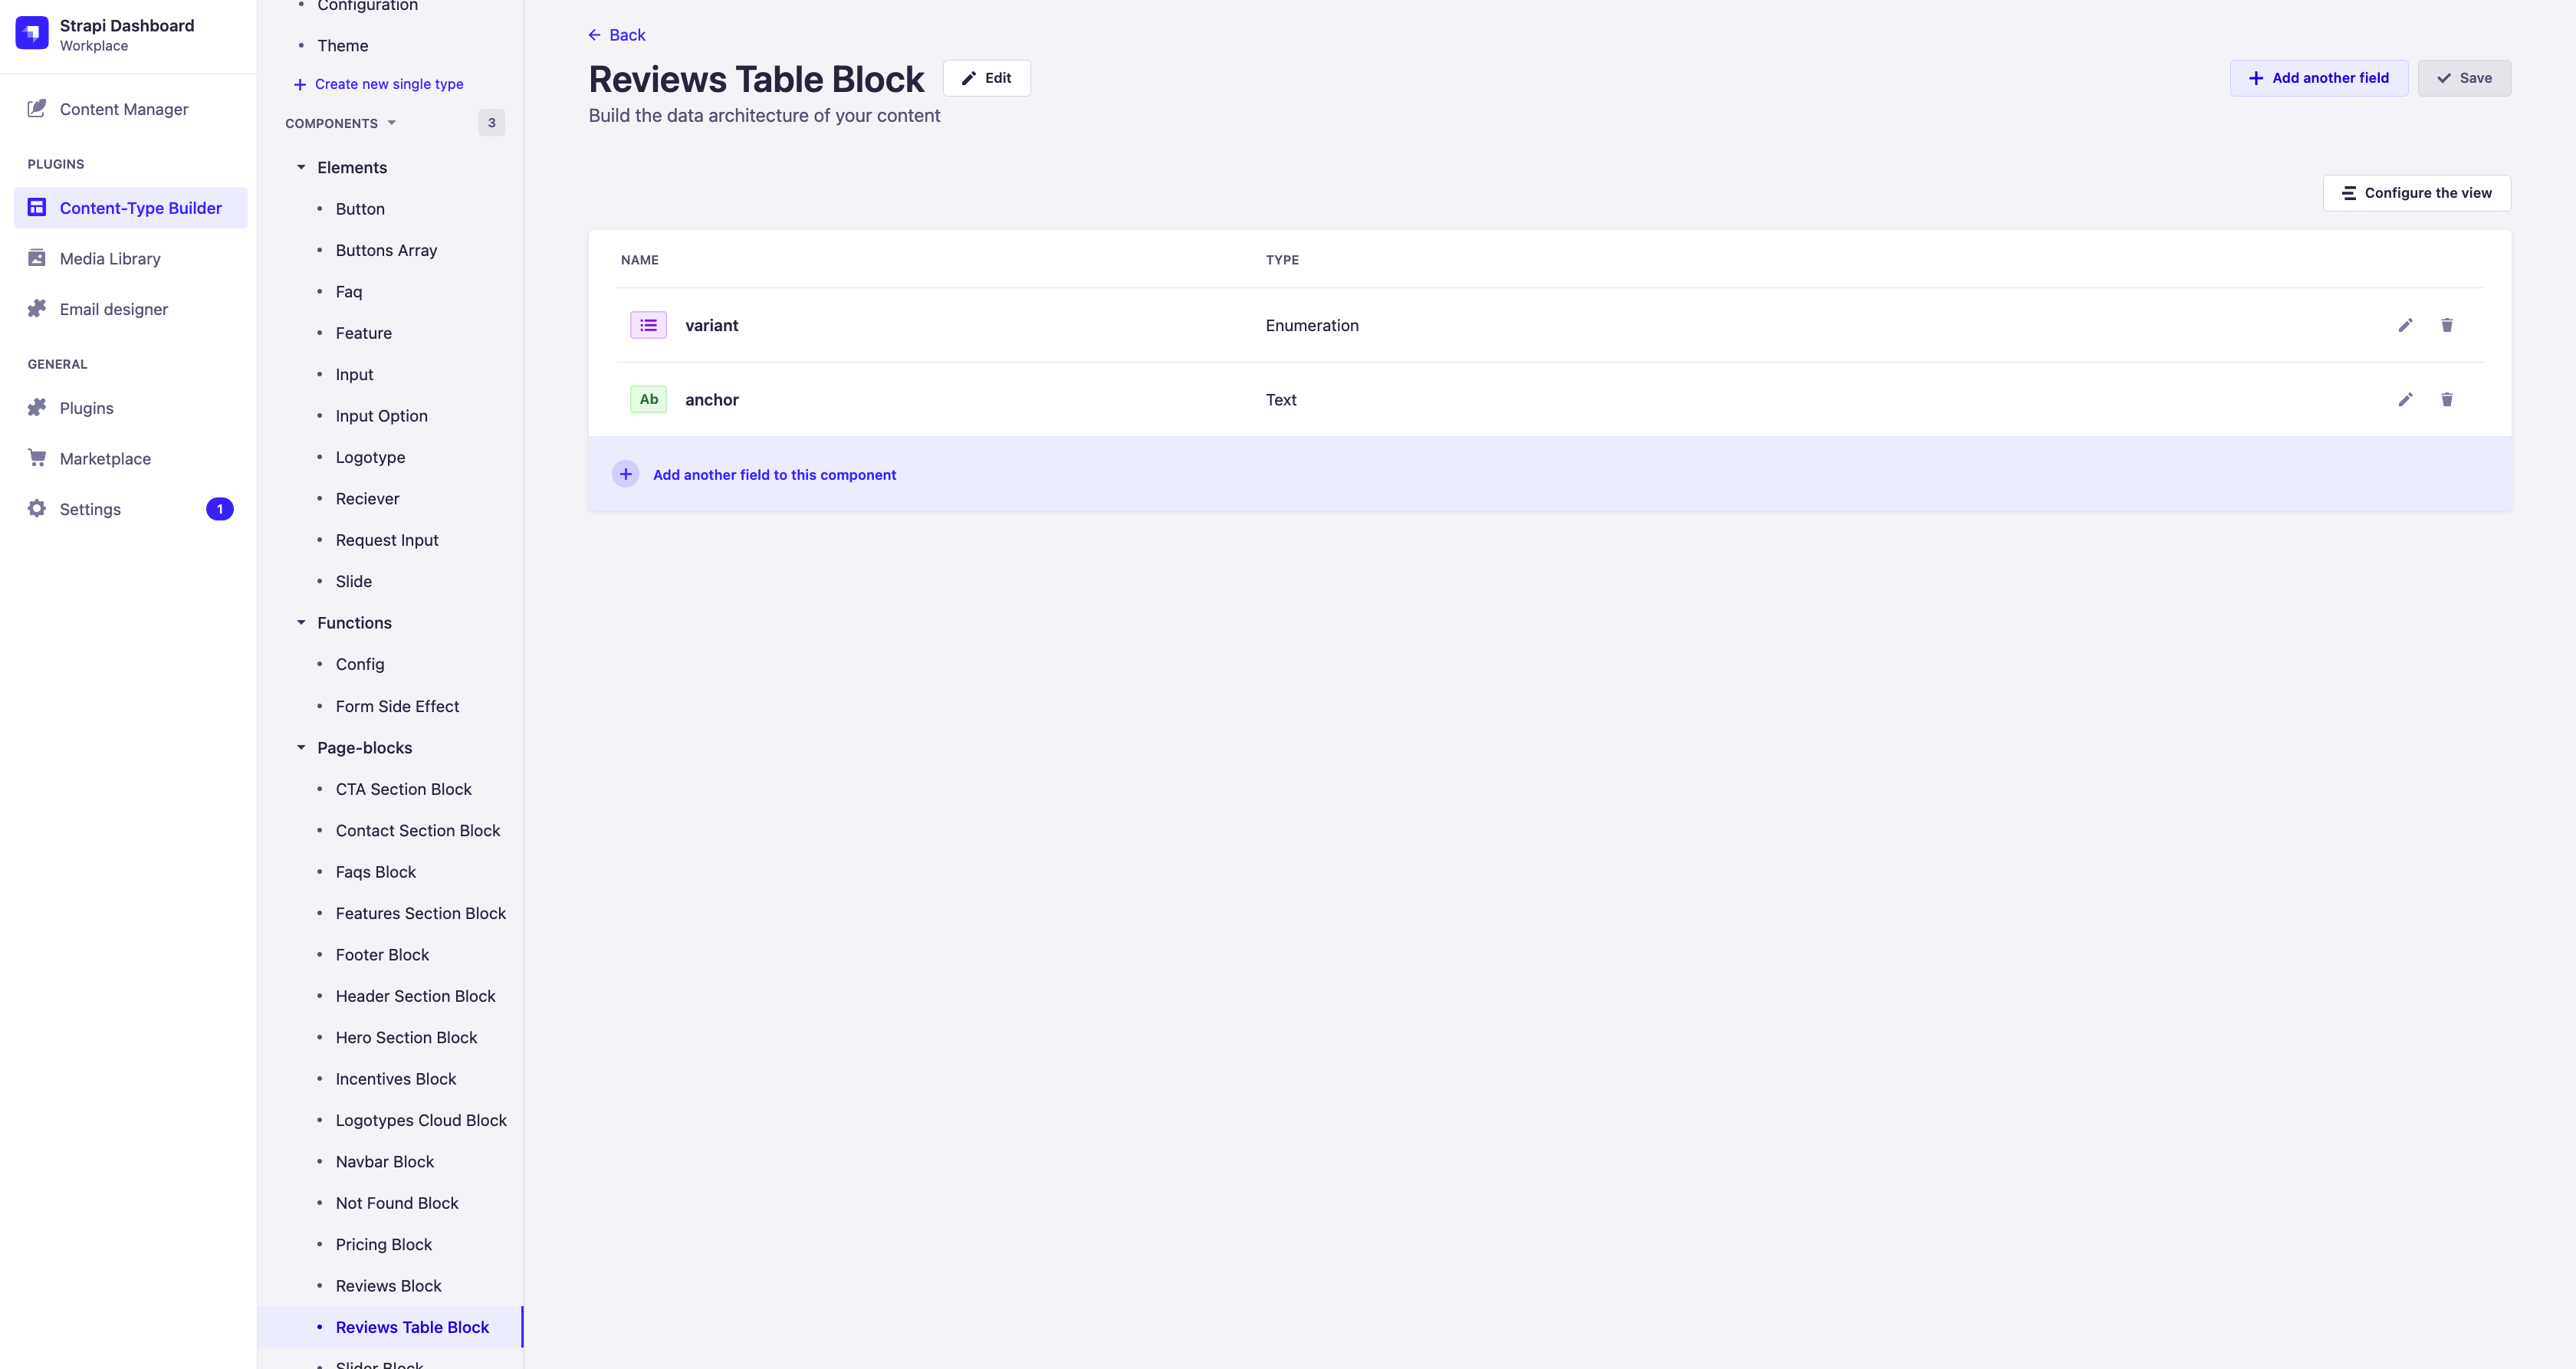 Strapi Dashboard
Workplace
Content Manager
PLUGINS
Content-Type Builder
Media Library
Email designer
GENERAL
Plugins
Marketplace
Settings
1
Configuration
Theme
Create new single type
COMPONENTS
3
Elements
Button
Buttons Array
Faq
Feature
Input
Input Option
Logotype
Reciever
Request Input
Slide
Functions
Config
Form Side Effect
Page-blocks
CTA Section Block
Contact Section Block
Faqs Block
Features Section Block
Footer Block
Header Section Block
Hero Section Block
Incentives Block
Logotypes Cloud Block
Navbar Block
Not Found Block
Pricing Block
Reviews Block
Reviews Table Block
Slider Block
Back
Reviews Table Block
Edit
Add another field
Save
Build the data architecture of your content
Configure the view
NAME TYPE
variant Enumeration
Ab anchor Text
Add another field to this component